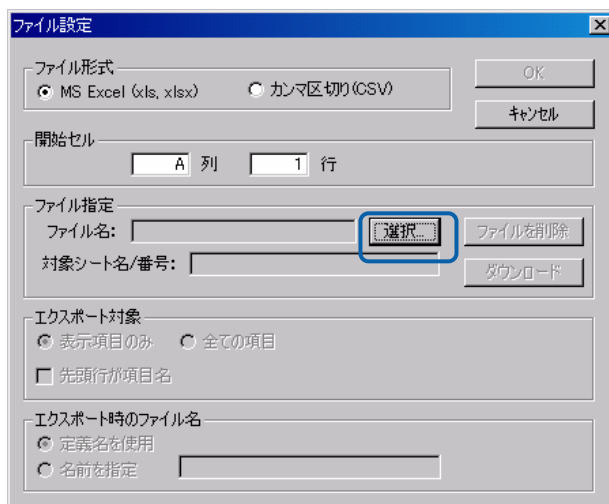 ファイル設定
ファイル形式
MS Excel (xls, xlsx)
カンマ区切り(CSV)
OK
キャンセル
開始セル
A 列 1 行
ファイル指定
ファイル名: 選択... ファイルを削除
対象シート名/番号: ダウンロード
エクスポート対象
表示項目のみ 全ての項目
先頭行が項目名
エクスポート時のファイル名
定義名を使用
名前を指定